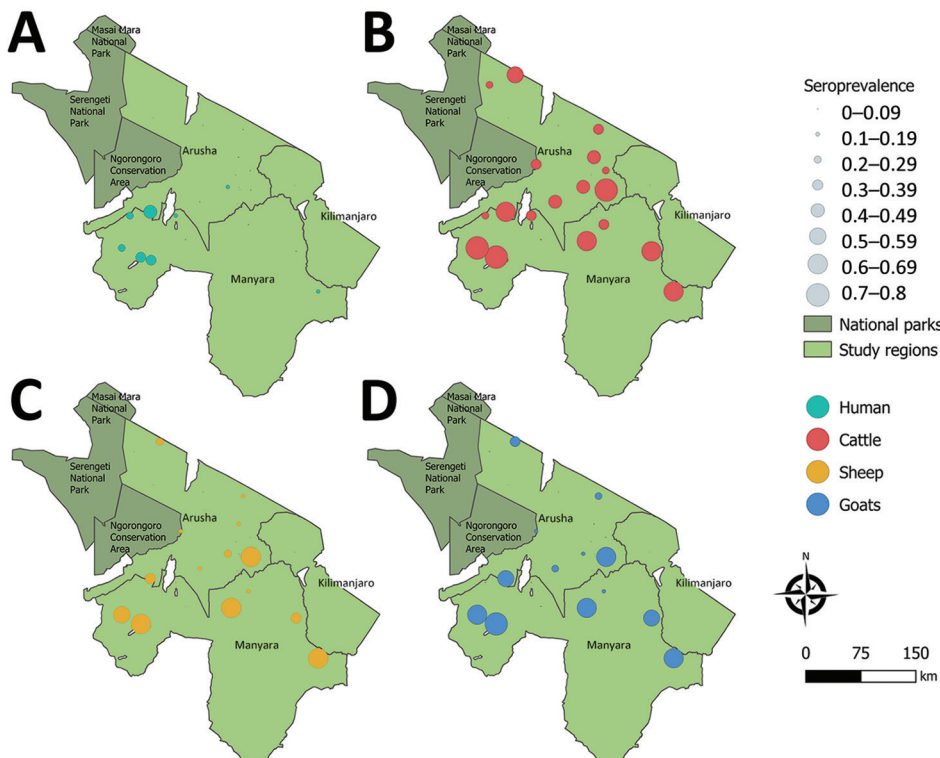 A
Masai Mara
National
Park
Serengeti
National
Park
Ngorongoro
Conservation
Area
Arusha
Kilimanjaro
Manyara
B
Masai Mara
National
Park
Serengeti
National
Park
Ngorongoro
Conservation
Area
Arusha
Kilimanjaro
Manyara
Seroprevalence
0–0.09
0.1–0.19
0.2–0.29
0.3–0.39
0.4–0.49
0.5–0.59
0.6–0.69
0.7–0.8
National parks
Study regions
C
Masai Mara
National
Park
Serengeti
National
Park
Ngorongoro
Conservation
Area
Arusha
Kilimanjaro
Manyara
D
Masai Mara
National
Park
Serengeti
National
Park
Ngorongoro
Conservation
Area
Arusha
Kilimanjaro
Manyara
Human
Cattle
Sheep
Goats
N
0 75 150
km